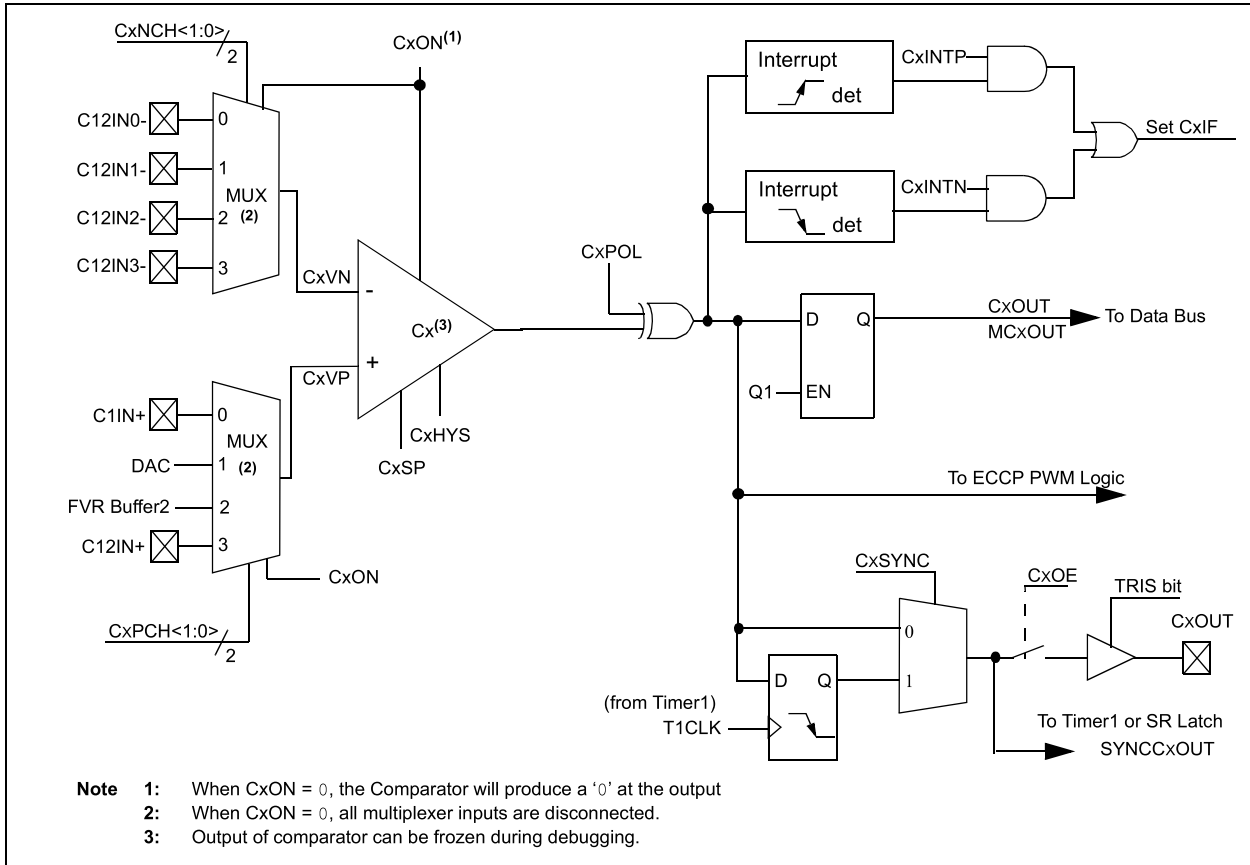 CxNCH<1:0>
2
CxON(1)
C12IN0-
0
C12IN1-
1
MUX
(2)
C12IN2-
2
C12IN3-
3
CxVN
-
Cx(3)
+
CxVP
CxHYS
CxSP
C1IN+
0
MUX
(2)
DAC
1
FVR Buffer2
2
C12IN+
3
CxON
CxPCH<1:0>
2
CxPOL
Interrupt
det
CxINTP
Set CxIF
Interrupt
det
CxINTN
D
Q
Q1
EN
CxOUT
MCxOUT
To Data Bus
To ECCP PWM Logic
CxSYNC
0
1
CxOE
TRIS bit
CxOUT
D
Q
(from Timer1)
T1CLK
To Timer1 or SR Latch
SYNCCxOUT
Note 1: When CxON = 0, the Comparator will produce a ‘0’ at the output
2: When CxON = 0, all multiplexer inputs are disconnected.
3: Output of comparator can be frozen during debugging.